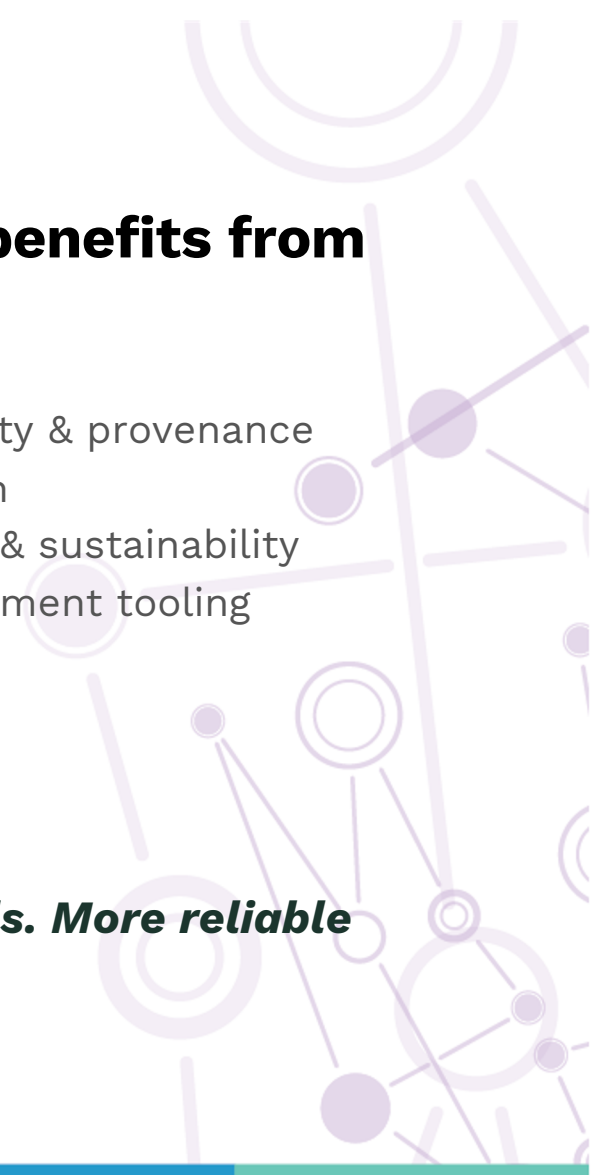 benefits from
ty & provenance
n
& sustainability
ment tooling
s. More reliable